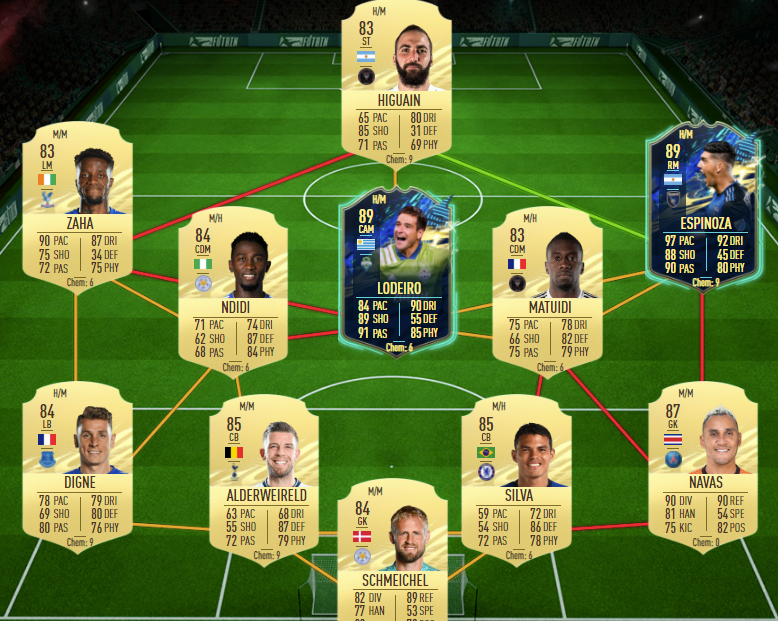 83
ST
HIGUAIN
65 PAC 80 DRI
85 SHO 31 DEF
71 PAS 69 PHY
Chem: 9
M/M
83
LM
ZAHA
90 PAC 87 DRI
75 SHO 34 DEF
72 PAS 75 PHY
Chem: 6
H/M
89
RM
ESPINOZA
97 PAC 92 DRI
88 SHO 45 DEF
90 PAS 80 PHY
Chem: 9
M/H
84
CDM
NDIDI
71 PAC 74 DRI
62 SHO 87 DEF
68 PAS 84 PHY
Chem: 6
H/M
89
CAM
LODEIRO
84 PAC 90 DRI
89 SHO 55 DEF
91 PAS 85 PHY
Chem: 6
M/H
83
CDM
MATUIDI
75 PAC 78 DRI
66 SHO 82 DEF
75 PAS 79 PHY
Chem: 6
H/M
84
LB
DIGNE
78 PAC 79 DRI
69 SHO 80 DEF
80 PAS 76 PHY
Chem: 9
M/M
85
CB
ALDERWEIRELD
63 PAC 68 DRI
55 SHO 87 DEF
72 PAS 79 PHY
Chem: 9
M/H
85
CB
SILVA
59 PAC 72 DRI
54 SHO 86 DEF
72 PAS 78 PHY
Chem: 6
M/M
87
GK
NAVAS
90 DIV 90 REF
81 HAN 54 SPE
75 KIC 82 POS
Chem: 0
M/M
84
GK
SCHMEICHEL
82 DIV 89 REF
77 HAN 53 SPE